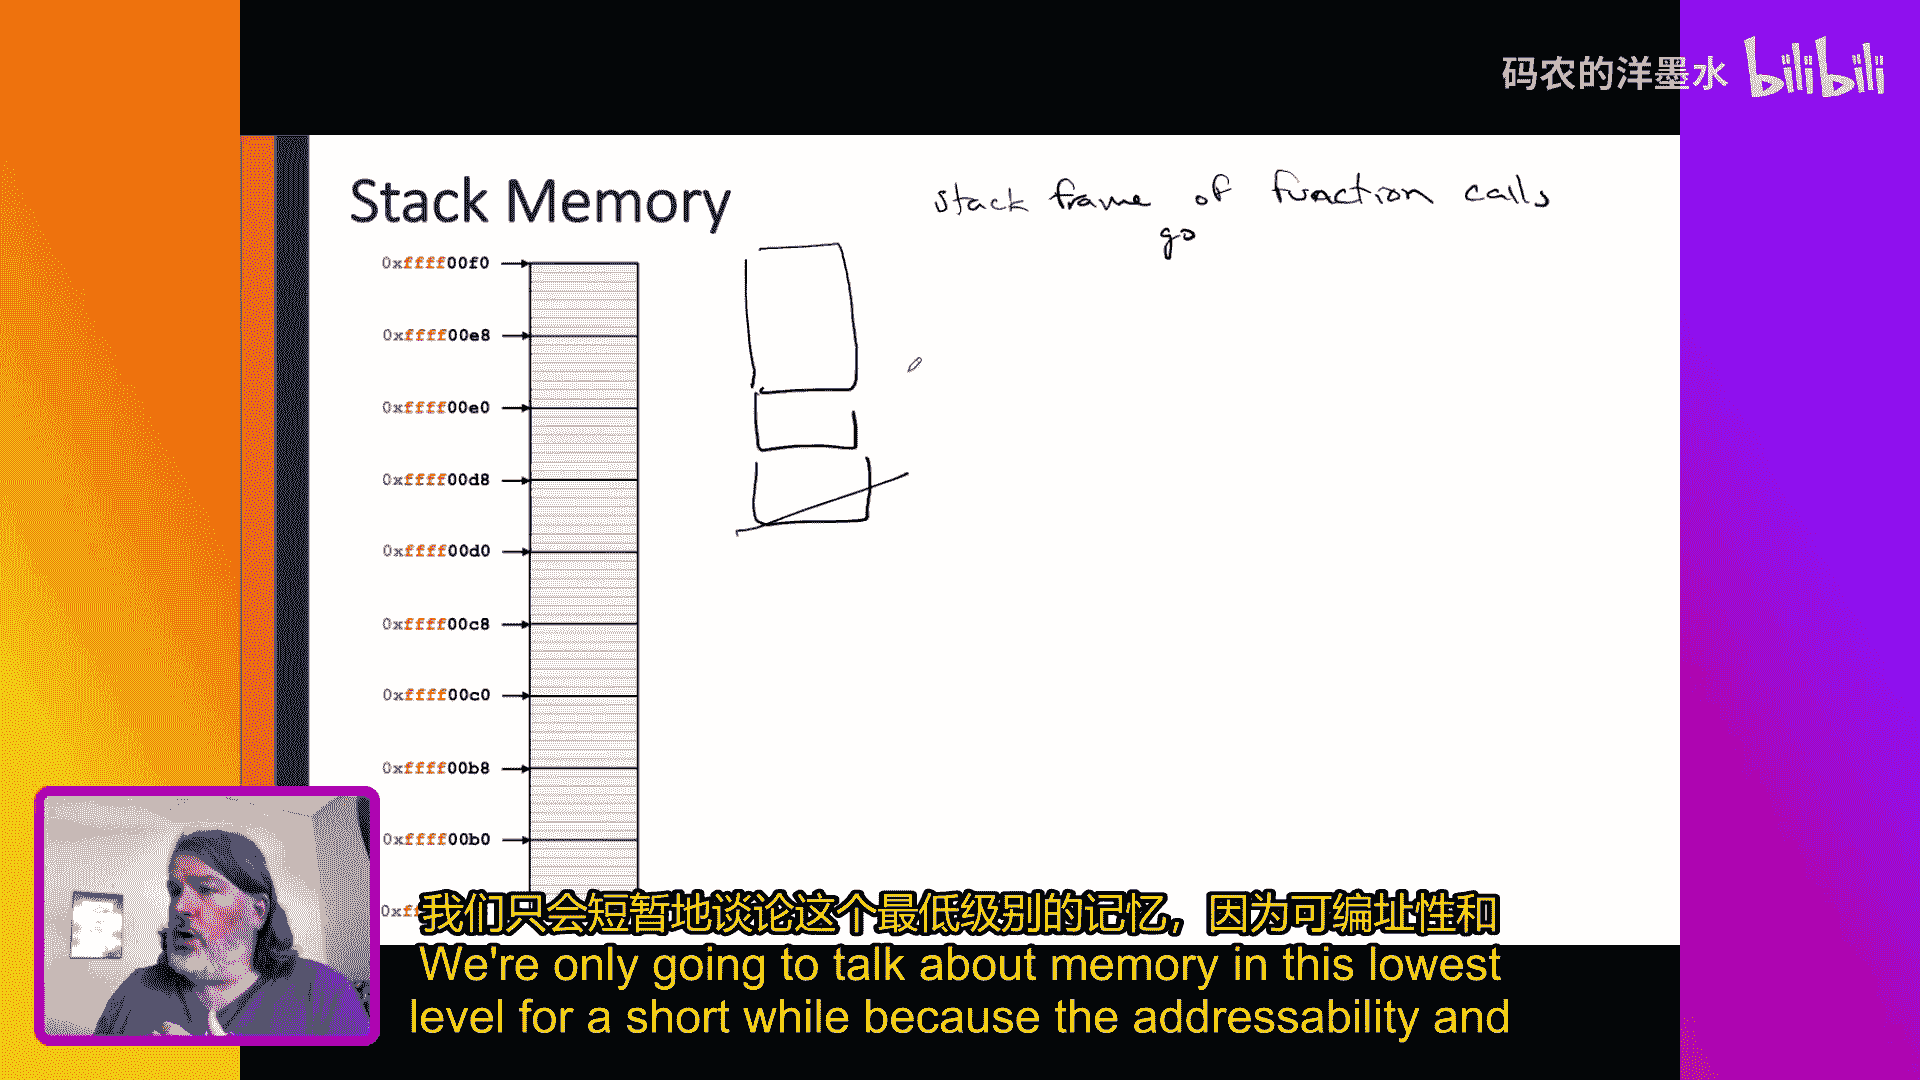 码农的洋墨水 bilibili
Stack Memory
stack frame of function calls
go
0xffff00f0
0xffff00e8
0xffff00e0
0xffff00d8
0xffff00d0
0xffff00c8
0xffff00c0
0xffff00b8
0xffff00b0
0xff
我们只会短暂地谈论这个最低级别的记忆，因为可编址性和
We're only going to talk about memory in this lowest
level for a short while because the addressability and